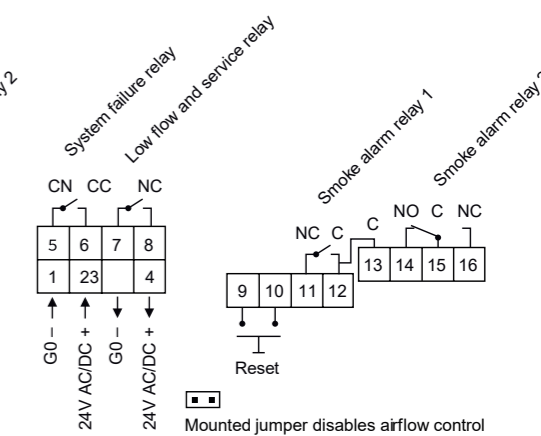 y 2
System failure relay
Low flow and service relay
CN CC NC
5 6 7 8
1 23 4
G0 –
24V AC/DC +
G0 –
24V AC/DC +
Smoke alarm relay 1
Smoke alarm relay
NC C C NO C NC
13 14 15 16
9 10 11 12
Reset
Mounted jumper disables airflow control